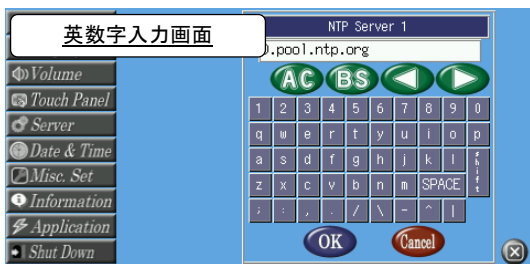 英数字入力画面
NTP Server 1
.pool.ntp.org
AC BS
Volume
Touch Panel
Server
Date & Time
Misc. Set
Information
Application
Shut Down
1 2 3 4 5 6 7 8 9 0
q w e r t y u i o p
a s d f g h j k l shift
z x c v b n m SPACE
; : , . / \ - ^ |
OK Cancel